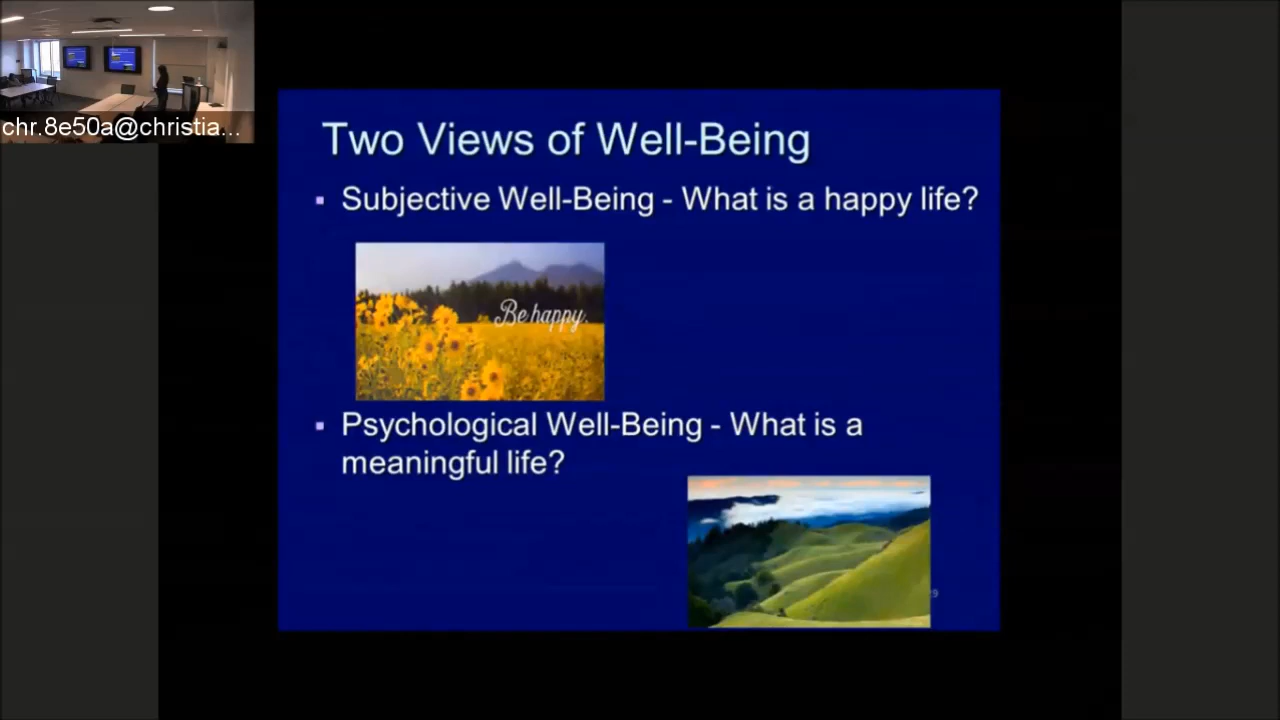 chr.8e50a@christia...
Two Views of Well-Being
▪ Subjective Well-Being - What is a happy life?
Be happy.
▪ Psychological Well-Being - What is a
meaningful life?